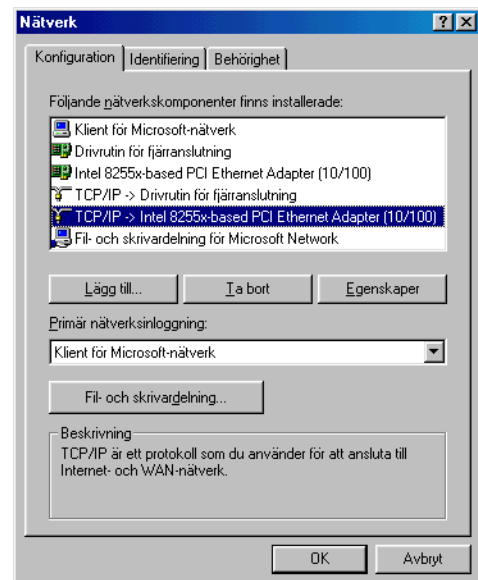 Nätverk
Konfiguration
Identifiering
Behörighet
Följande nätverkskomponenter finns installerade:
Klient för Microsoft-nätverk
Drivrutin för fjärranslutning
Intel 8255x-based PCI Ethernet Adapter (10/100)
TCP/IP -> Drivrutin för fjärranslutning
TCP/IP -> Intel 8255x-based PCI Ethernet Adapter (10/100)
Fil- och skrivardelning för Microsoft Network
Lägg till...
Ta bort
Egenskaper
Primär nätverksinloggning:
Klient för Microsoft-nätverk
Fil- och skrivardelning...
Beskrivning
TCP/IP är ett protokoll som du använder för att ansluta till
Internet- och WAN-nätverk.
OK
Avbryt